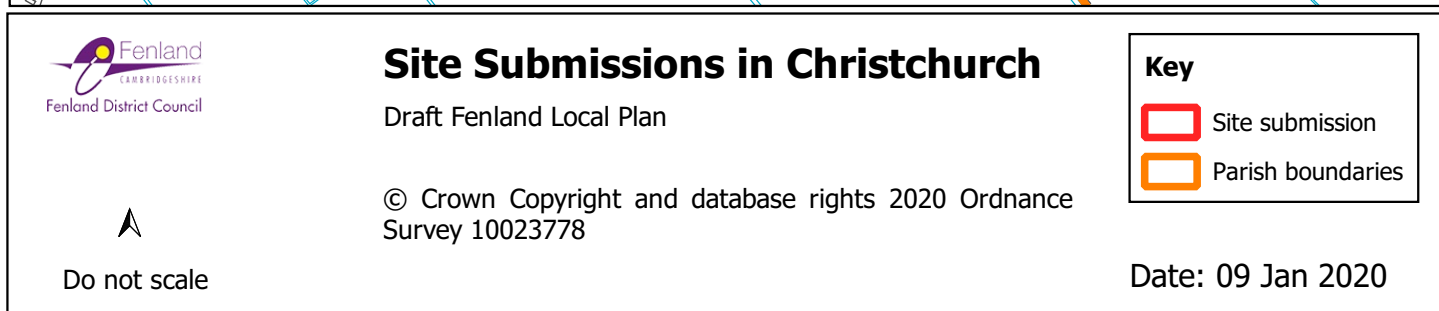 Fenland
CAMBRIDGESHIRE
Fenland District Council
Do not scale
Site Submissions in Christchurch
Draft Fenland Local Plan
© Crown Copyright and database rights 2020 Ordnance
Survey 10023778
Key
Site submission
Parish boundaries
Date: 09 Jan 2020